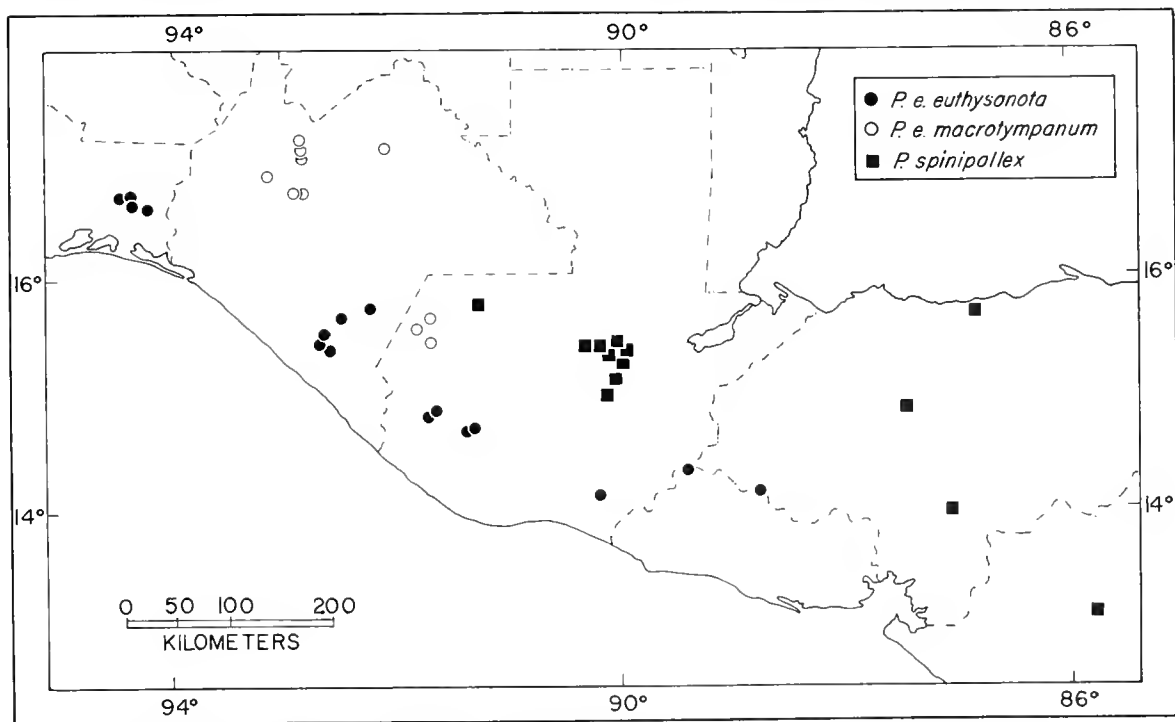 94° 90° 86°
P. e. euthysanota
P. e. macrotympanum
P. spinipollex
16° 16°
14° 14°
0 50 100 200
KILOMETERS
94° 90° 86°